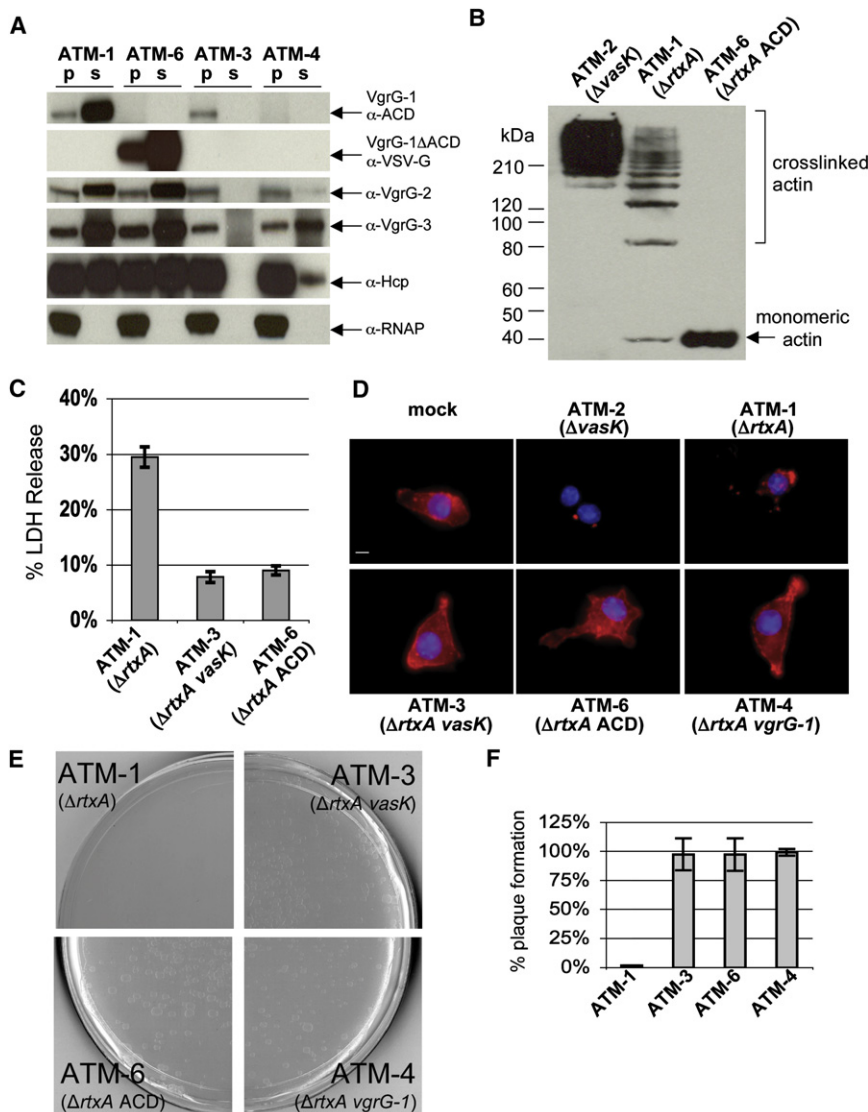 A
ATM-1 ATM-6 ATM-3 ATM-4
p s p s p s p s
VgrG-1
α-ACD
VgrG-1ΔACD
α-VSV-G
α-VgrG-2
α-VgrG-3
α-Hcp
α-RNAP
B
ATM-2
(ΔvasK)
ATM-1
(ΔrtxA)
ATM-6
(ΔrtxA ACD)
kDa
210
120
100
80
60
50
40
crosslinked
actin
monomeric
actin
C
% LDH Release
40%
30%
20%
10%
0%
ATM-1
(ΔrtxA)
ATM-3
(ΔrtxA vasK)
ATM-6
(ΔrtxA ACD)
D
mock
ATM-2
(ΔvasK)
ATM-1
(ΔrtxA)
ATM-3
(ΔrtxA vasK)
ATM-6
(ΔrtxA ACD)
ATM-4
(ΔrtxA vgrG-1)
E
ATM-1
(ΔrtxA)
ATM-3
(ΔrtxA vasK)
ATM-6
(ΔrtxA ACD)
ATM-4
(ΔrtxA vgrG-1)
F
% plaque formation
125%
100%
75%
50%
25%
0%
ATM-1
ATM-3
ATM-6
ATM-4